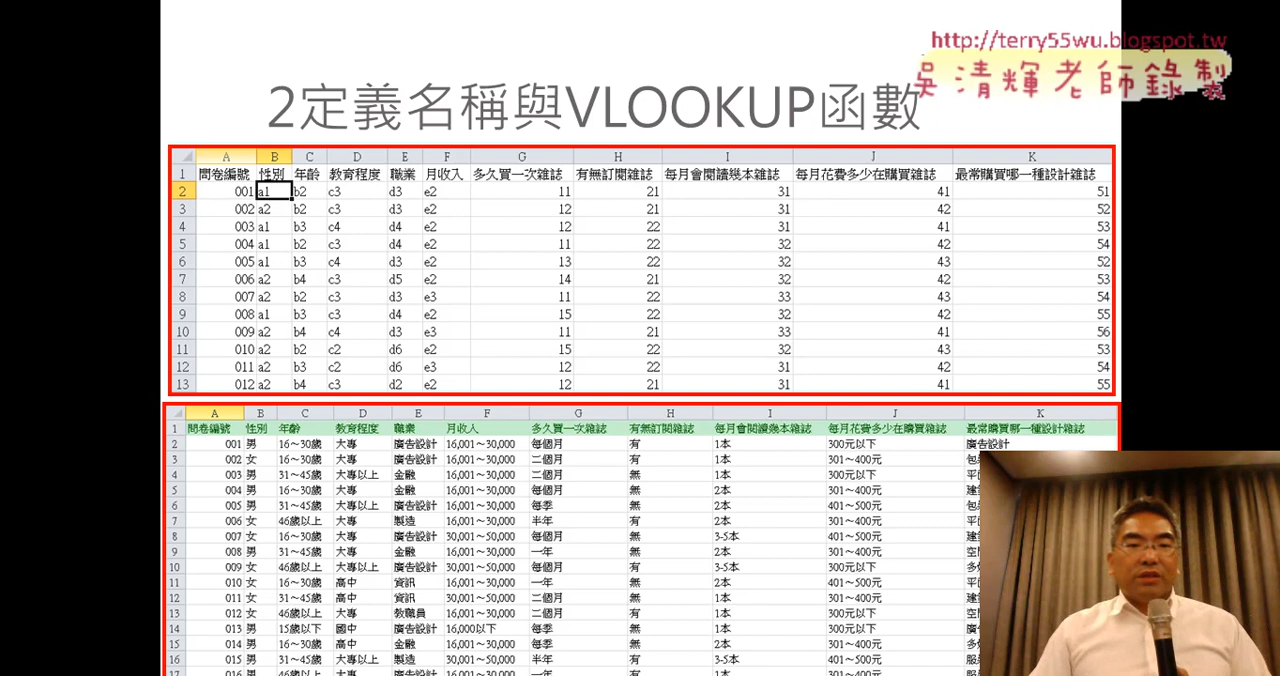 http://terry55wu.blogspot.tw
吳清輝老師錄製
2定義名稱與VLOOKUP函數
A B C D E F G H I J K
1 問卷編號 性別 年齡 教育程度 職業 月收入 多久買一次雜誌 有無訂閱雜誌 每月會閱讀幾本雜誌 每月花費多少在購買雜誌 最常購買哪一種設計雜誌
2 001 a1 b2 c3 d3 e2 11 21 31 41 51
3 002 a2 b2 c3 d3 e2 12 21 31 42 52
4 003 a1 b3 c4 d4 e2 12 22 31 41 53
5 004 a1 b2 c3 d4 e2 11 22 32 42 54
6 005 a1 b3 c4 d3 e2 13 22 32 43 52
7 006 a2 b4 c3 d5 e2 14 21 32 42 53
8 007 a2 b2 c3 d3 e3 11 22 33 43 54
9 008 a1 b3 c3 d4 e2 15 22 32 42 55
10 009 a2 b4 c4 d3 e3 11 21 33 41 56
11 010 a2 b2 c2 d6 e2 15 22 32 43 53
12 011 a2 b3 c2 d6 e3 12 22 31 42 54
13 012 a2 b4 c3 d2 e2 12 21 31 41 55
A B C D E F G H I J K
1 問卷編號 性別 年齡 教育程度 職業 月收入 多久買一次雜誌 有無訂閱雜誌 每月會閱讀幾本雜誌 每月花費多少在購買雜誌 最常購買哪一種設計雜誌
2 001 男 16～30歲 大專 廣告設計 16,001～30,000 每個月 有 1本 300元以下 廣告設計
3 002 女 16～30歲 大專 廣告設計 16,001～30,000 二個月 有 1本 301～400元
4 003 男 31～45歲 大專以上 金融 16,001～30,000 二個月 無 1本 300元以下
5 004 男 16～30歲 大專 金融 16,001～30,000 每個月 無 2本 301～400元
6 005 男 31～45歲 大專以上 廣告設計 16,001～30,000 每季 無 2本 401～500元
7 006 女 46歲以上 大專 製造 16,001～30,000 半年 有 2本 301～400元
8 007 女 16～30歲 大專 廣告設計 30,001～50,000 每個月 無 3-5本 401～500元
9 008 男 31～45歲 大專 金融 16,001～30,000 一年 無 2本 301～400元
10 009 女 46歲以上 大專以上 廣告設計 30,001～50,000 每個月 有 3-5本 300元以下
11 010 女 16～30歲 高中 資訊 16,001～30,000 一年 無 2本 401～500元
12 011 女 31～45歲 高中 資訊 30,001～50,000 二個月 無 1本 301～400元
13 012 女 46歲以上 大專 教職員 16,001～30,000 二個月 有 1本 300元以下
14 013 男 15歲以下 國中 廣告設計 16,000以下 每季 無 1本 300元以下
15 014 男 16～30歲 高中 金融 16,001～30,000 每季 無 2本 301～400元
16 015 男 31～45歲 大專以上 製造 30,001～50,000 半年 有 3-5本 401～500元